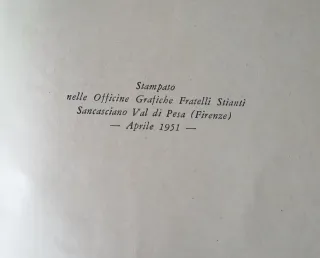 Stampato
nelle Officine Grafiche Fratelli Stianti
Sancasciano Val di Pesa (Firenze)
— Aprile 1951 —